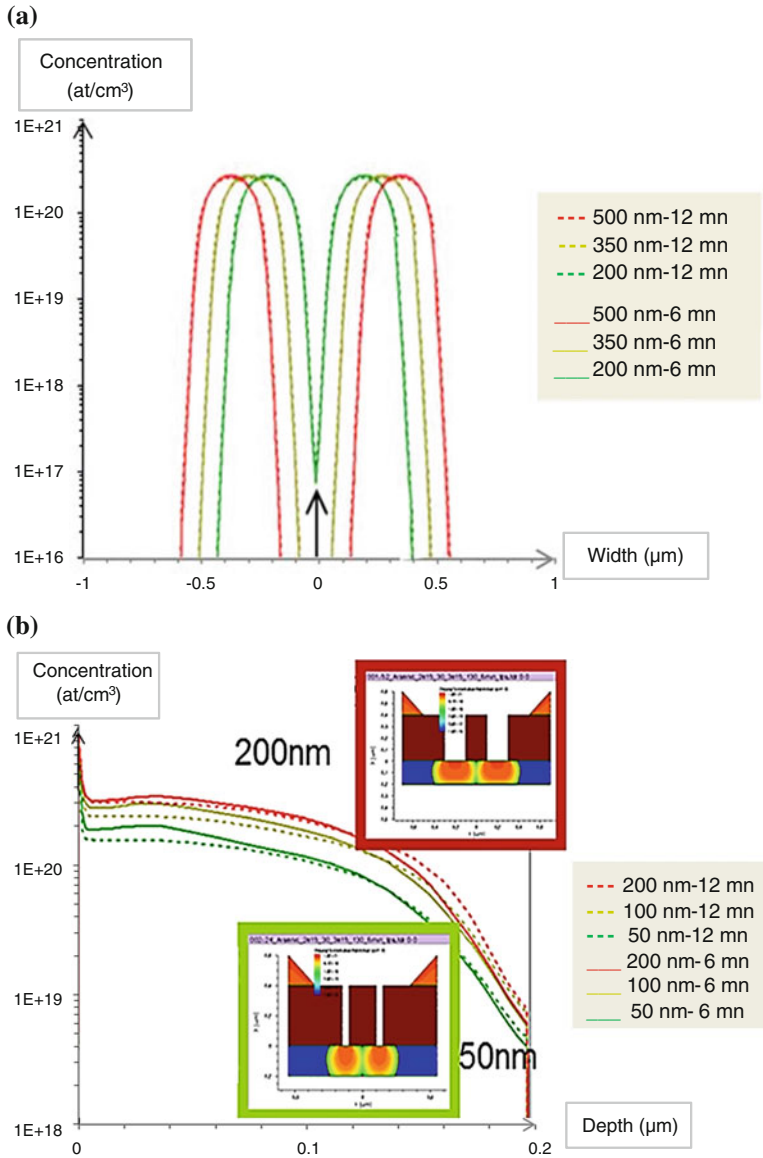 (a)
Concentration
(at/cm³)
1E+21
1E+20
1E+19
1E+18
1E+17
1E+16
-1
-0.5
0
0.5
1
Width (µm)
500 nm-12 mn
350 nm-12 mn
200 nm-12 mn
500 nm-6 mn
350 nm-6 mn
200 nm-6 mn
(b)
Concentration
(at/cm³)
1E+21
1E+20
1E+19
1E+18
0
0.1
0.2
Depth (µm)
200nm
50nm
200 nm-12 mn
100 nm-12 mn
50 nm-12 mn
200 nm- 6 mn
100 nm- 6 mn
50 nm- 6 mn